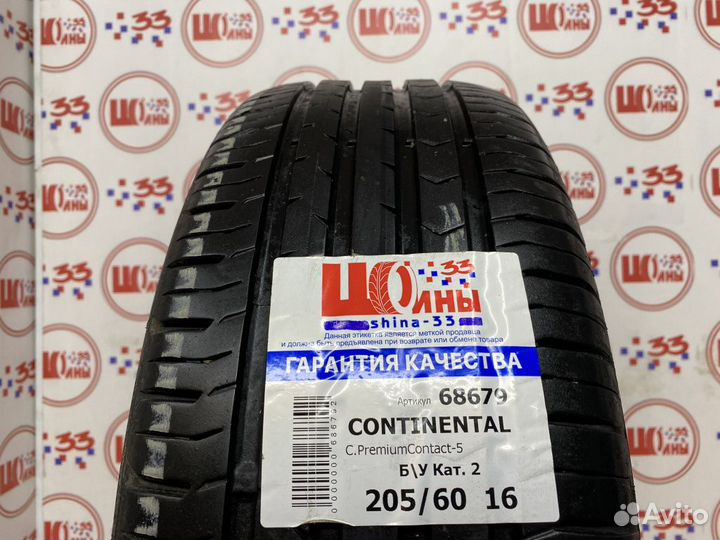 ШИНЫ 33
shina-33
Данная этикетка является меткой продавца
и должна быть предъявлена при возврате или обмене товара
ГАРАНТИЯ КАЧЕСТВА
Артикул 68679
CONTINENTAL
C.PremiumContact-5
Б\У Кат. 2
205/60 16
Avito